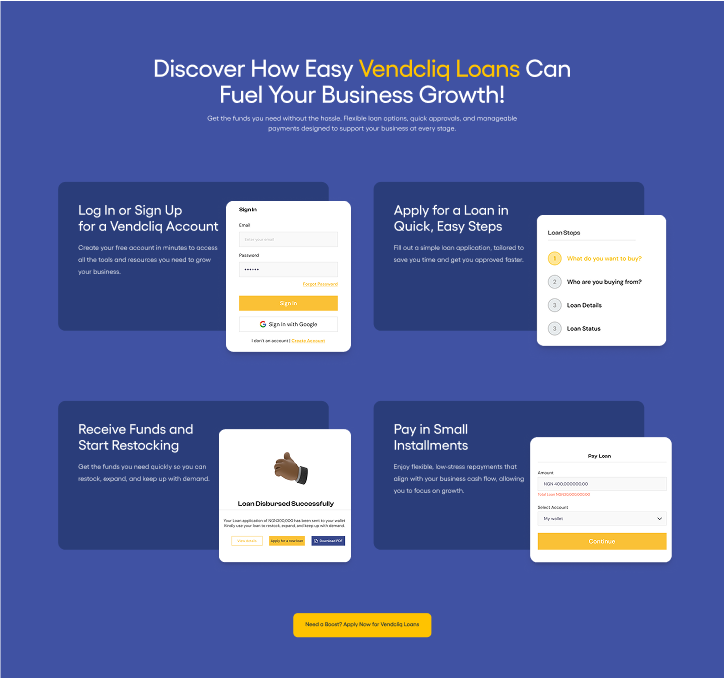 Discover How Easy Vendcliq Loans Can
Fuel Your Business Growth!
Get the funds you need without the hassle. Flexible loan options, quick approvals, and manageable
payments designed to support your business at every stage.
Log In or Sign Up
for a Vendcliq Account
Create your free account in minutes to access
all the tools and resources you need to grow
your business.
Sign In
Email
Enter your email
Password
Forgot Password
Sign In
Sign in with Google
I don't an account? Create Account
Apply for a Loan in
Quick, Easy Steps
Fill out a simple loan application, tailored to
save you time and get you approved faster.
Loan Steps
1 What do you want to buy?
2 Who are you buying from?
3 Loan Details
3 Loan Status
Receive Funds and
Start Restocking
Get the funds you need quickly so you can
restock, expand, and keep up with demand.
Loan Disbursed Successfully
Your Loan application of NGN200,000 has been sent to your wallet
Kindly use your loan to restock, expand, and keep up with demand.
Apply for a new loan
Download PDF
Pay in Small
Installments
Enjoy flexible, low-stress repayments that
align with your business cash flow, allowing
you to focus on growth.
Pay Loan
Amount
NGN 400,000000.00
Select Account
My wallet
Continue
Need a Boost? Apply Now for Vendcliq Loans